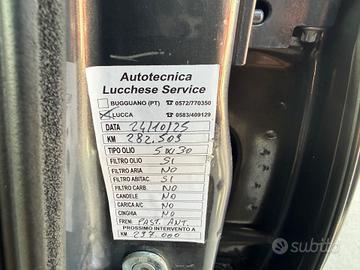 Autotecnica
Lucchese Service
BUGGUANO (PT) ☎ 0572/770350
LUCCA ☎ 0583/409129
DATA 24/10/25
KM 282.509
TIPO OLIO 5W30
FILTRO OLIO SI
FILTRO ARIA NO
FILTRO ABITAC. SI
FILTRO CARB. NO
CANDELE NO
CARICA A/C NO
CINGHIA NO
FRENI PAST. ANT.
PROSSIMO INTERVENTO A
KM 297.000
subito